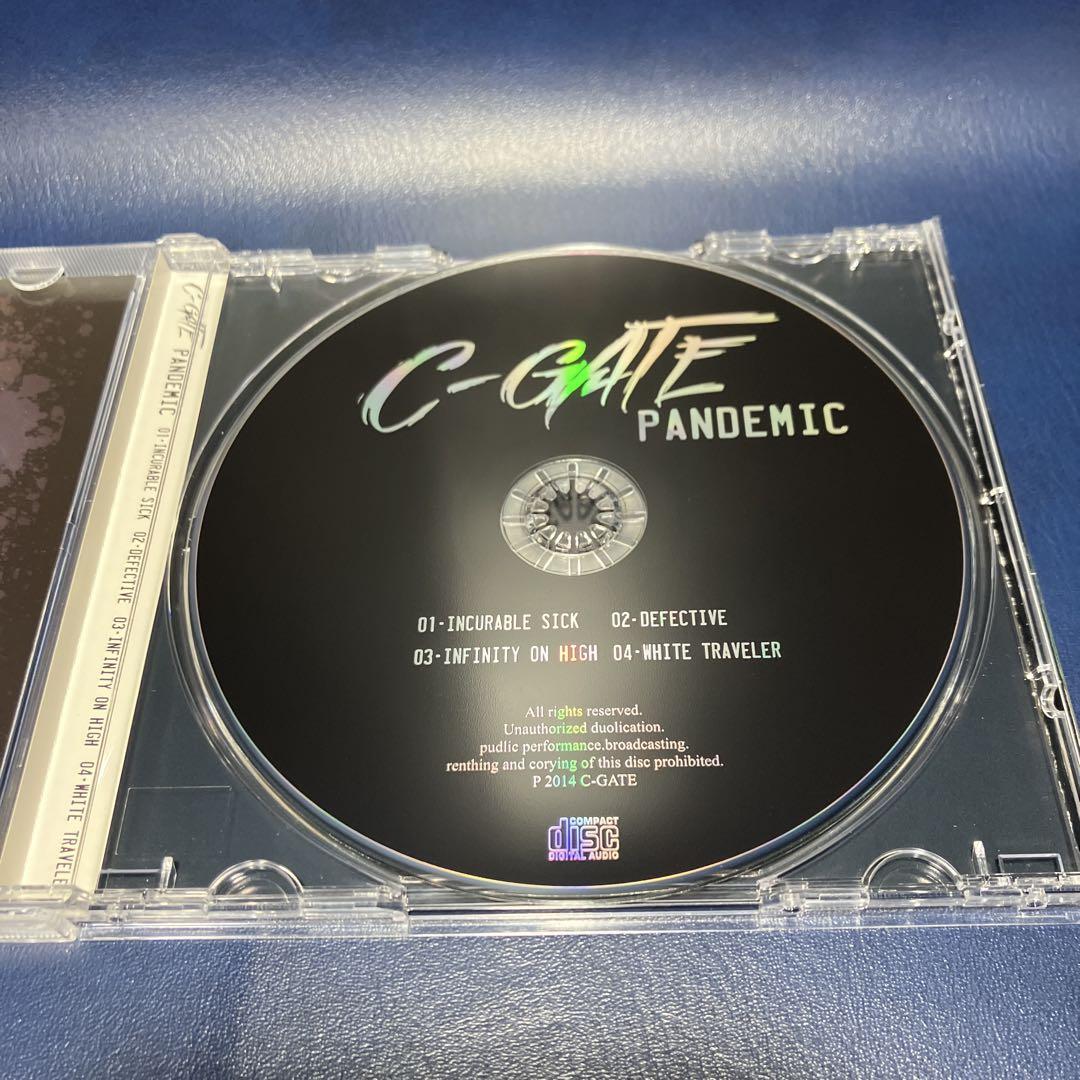 C-GATE PANDEMIC 01-INCURABLE SICK 02-DEFECTIVE 03-INFINITY ON HIGH 04-WHITE TRAVELE
C-GATE
PANDEMIC
01-INCURABLE SICK 02-DEFECTIVE
03-INFINITY ON HIGH 04-WHITE TRAVELER
All rights reserved.
Unauthorized duolication.
pudlic performance.broadcasting.
renthing and corying of this disc prohibited.
P 2014 C-GATE
COMPACT
disc
DIGITAL AUDIO